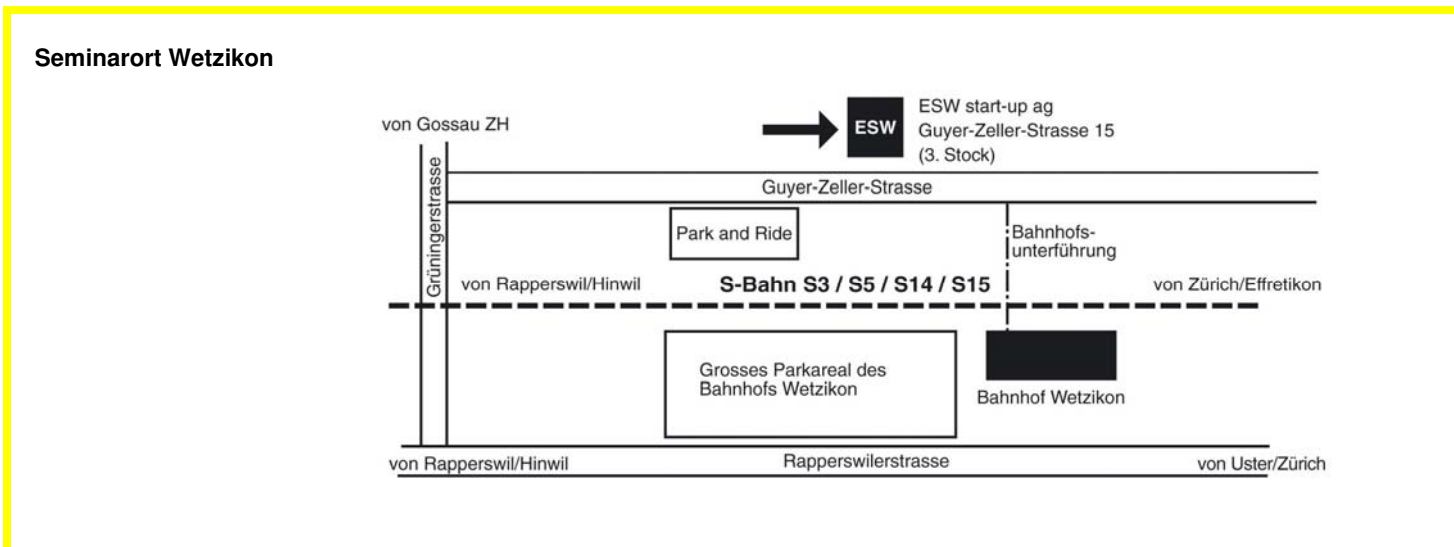 Seminarort Wetzikon
von Gossau ZH
ESW
ESW start-up ag
Guyer-Zeller-Strasse 15
(3. Stock)
Grüningerstrasse
Guyer-Zeller-Strasse
Park and Ride
Bahnhofs-
unterführung
von Rapperswil/Hinwil
S-Bahn S3 / S5 / S14 / S15
von Zürich/Effretikon
Grosses Parkareal des
Bahnhofs Wetzikon
Bahnhof Wetzikon
von Rapperswil/Hinwil
Rapperswilerstrasse
von Uster/Zürich